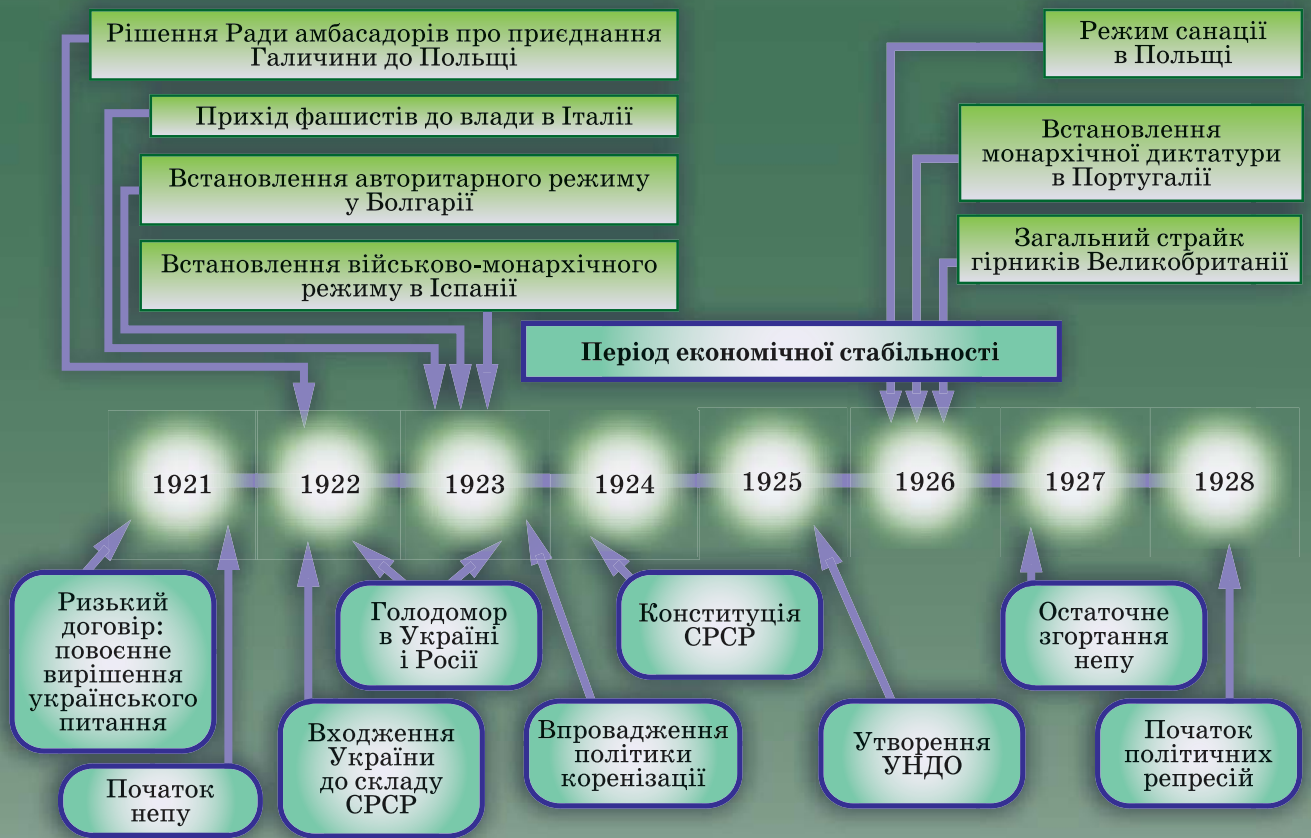 Рішення Ради амбасадорів про приєднання
Галичини до Польщі
Прихід фашистів до влади в Італії
Встановлення авторитарного режиму
у Болгарії
Встановлення військово-монархічного
режиму в Іспанії
Режим санації
в Польщі
Встановлення
монархічної диктатури
в Португалії
Загальний страйк
гірників Великобританії
Період економічної стабільності
1921
1922
1923
1924
1925
1926
1927
1928
Ризький
договір:
повоєнне
вирішення
українського
питання
Початок
непу
Входження
України
до складу
СРСР
Голодомор
в Україні
і Росії
Впровадження
політики
коренізації
Конституція
СРСР
Утворення
УНДО
Остаточне
згортання
непу
Початок
політичних
репресій